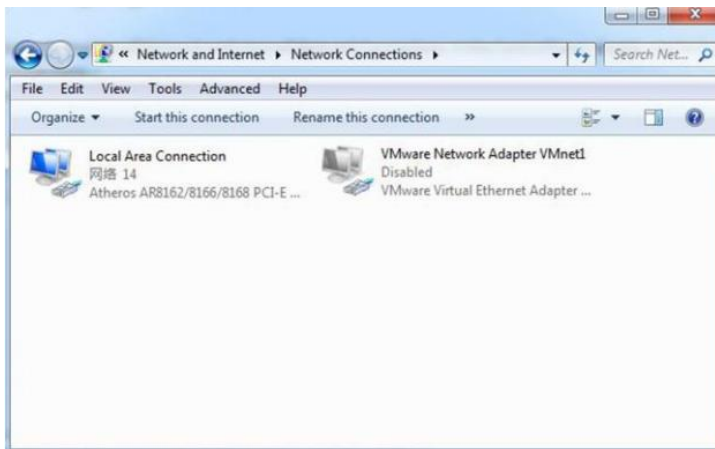 « Network and Internet ▸ Network Connections ▸ Search Net...
File Edit View Tools Advanced Help
Organize ▾ Start this connection Rename this connection »
Local Area Connection
网络 14
Atheros AR8162/8166/8168 PCI-E ...
VMware Network Adapter VMnet1
Disabled
VMware Virtual Ethernet Adapter ...